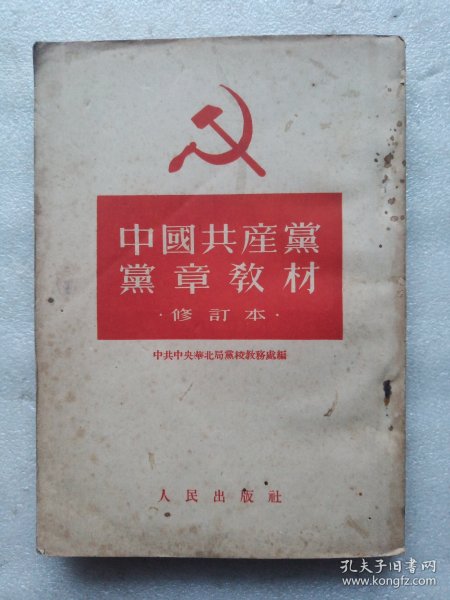 中國共產黨
黨章教材
·修訂本·
中共中央華北局黨校教務處編
人民出版社
孔夫子旧书网
www.kongfz.com